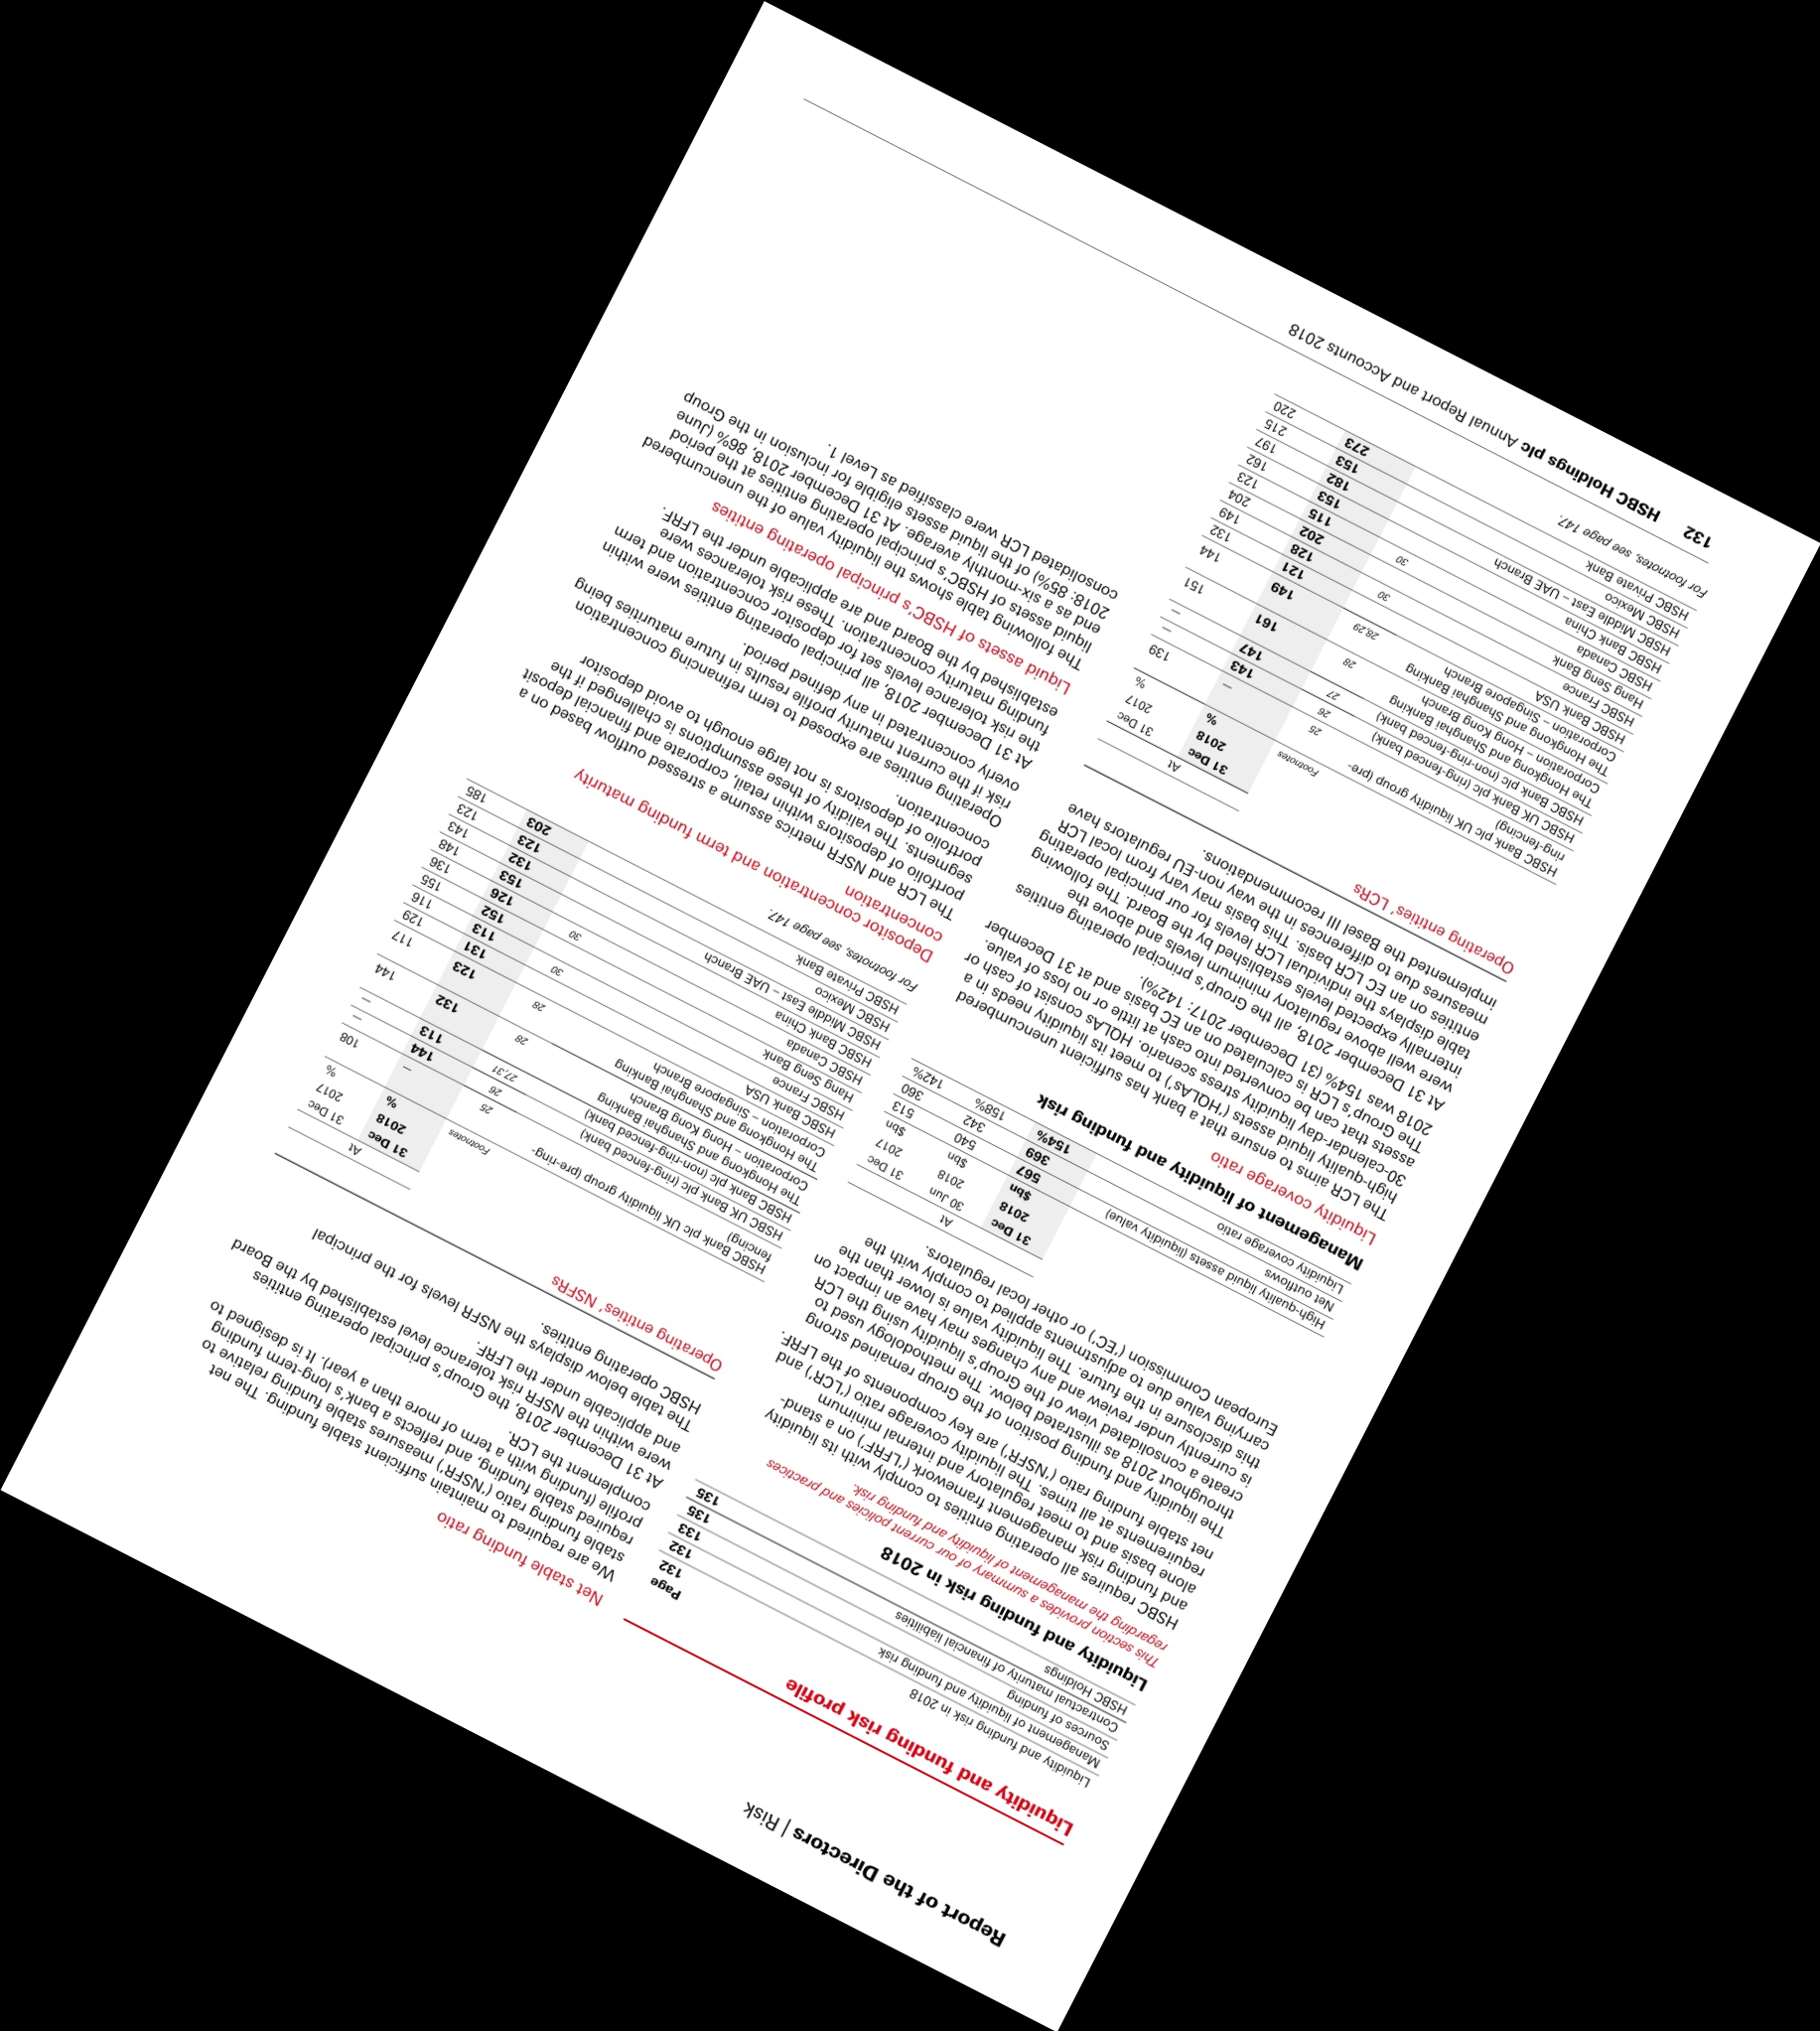 Report of the Directors | Risk
Liquidity and funding risk profile
Page
Liquidity and funding risk in 2018 132
Management of liquidity and funding risk 132
Sources of funding 133
Contractual maturity of financial liabilities 135
HSBC Holdings 135
Liquidity and funding risk in 2018
This section provides a summary of our current policies and practices
regarding the management of liquidity and funding risk.
HSBC requires all operating entities to comply with its liquidity
and funding risk management framework ('LFRF') on a stand-
alone basis and to meet regulatory and internal minimum
requirements at all times. The liquidity coverage ratio ('LCR') and
net stable funding ratio ('NSFR') are key components of the LFRF.
The liquidity and funding position of the Group remained strong
throughout 2018 as illustrated below. The methodology used to
create a consolidated view of the Group's liquidity using the LCR
is currently under review and any changes may have an impact on
this disclosure in the future. The liquidity value is lower than the
carrying value due to adjustments applied to comply with the
European Commission ('EC') or other local regulators.
At
31 Dec 30 Jun 31 Dec
2018 2018 2017
$bn $bn $bn
High-quality liquid assets (liquidity value) 567 540 513
Net outflows 369 342 360
Liquidity coverage ratio 154% 158% 142%
Management of liquidity and funding risk
Liquidity coverage ratio
The LCR aims to ensure that a bank has sufficient unencumbered
high-quality liquid assets ('HQLAs') to meet its liquidity needs in a
30-calendar-day liquidity stress scenario. HQLAs consist of cash or
assets that can be converted into cash at little or no loss of value.
The Group's LCR is calculated on an EC basis and at 31 December
2018 was 154% (31 December 2017: 142%).
At 31 December 2018, all the Group's principal operating entities
were well above regulatory minimum levels and above the
internally expected levels established by the Board. The following
table displays the individual LCR levels for our principal operating
entities on an EC LCR basis. This basis may vary from local LCR
measures due to differences in the way non-EU regulators have
implemented the Basel III recommendations.
Operating entities' LCRs
At
31 Dec 31 Dec
2018 2017
Footnotes % %
HSBC Bank plc UK liquidity group (pre-
ring-fencing) 25 – 139
HSBC UK Bank plc (ring-fenced bank) 26 143 –
HSBC Bank plc (non-ring-fenced bank) 27 147 –
The Hongkong and Shanghai Banking
Corporation – Hong Kong Branch 28 161 151
The Hongkong and Shanghai Banking
Corporation – Singapore Branch 28,29 149 144
HSBC Bank USA 121 132
HSBC France 30 128 149
Hang Seng Bank 202 204
HSBC Canada 30 115 123
HSBC Bank China 153 162
HSBC Middle East – UAE Branch 182 197
HSBC Mexico 153 215
HSBC Private Bank 273 220
For footnotes, see page 147.
Net stable funding ratio
We are required to maintain sufficient stable funding. The net
stable funding ratio ('NSFR') measures stable funding relative to
required stable funding, and reflects a bank's long-term funding
profile (funding with a term of more than a year). It is designed to
complement the LCR.
At 31 December 2018, the Group's principal operating entities
were within the NSFR risk tolerance level established by the Board
and applicable under the LFRF.
The table below displays the NSFR levels for the principal
HSBC operating entities.
Operating entities' NSFRs
At
31 Dec 31 Dec
2018 2017
Footnotes % %
HSBC Bank plc UK liquidity group (pre-ring-
fencing) 25 – 108
HSBC UK Bank plc (ring-fenced bank) 26 144 –
HSBC Bank plc (non-ring-fenced bank) 27,31 113 –
The Hongkong and Shanghai Banking
Corporation – Hong Kong Branch 28 132 144
The Hongkong and Shanghai Banking
Corporation – Singapore Branch 28 123 117
HSBC Bank USA 131 129
HSBC France 30 113 116
Hang Seng Bank 152 155
HSBC Canada 30 126 136
HSBC Bank China 153 148
HSBC Middle East – UAE Branch 132 143
HSBC Mexico 123 123
HSBC Private Bank 203 185
For footnotes, see page 147.
Depositor concentration and term funding maturity
concentration
The LCR and NSFR metrics assume a stressed outflow based on a
portfolio of depositors within retail, corporate and financial deposit
segments. The validity of these assumptions is challenged if the
portfolio of depositors is not large enough to avoid depositor
concentration.
Operating entities are exposed to term refinancing concentration
risk if the current maturity profile results in future maturities being
overly concentrated in any defined period.
At 31 December 2018, all principal operating entities were within
the risk tolerance levels set for depositor concentration and term
funding maturity concentration. These risk tolerances were
established by the Board and are applicable under the LFRF.
Liquid assets of HSBC's principal operating entities
The following table shows the liquidity value of the unencumbered
liquid assets of HSBC's principal operating entities at the period
end as a six-monthly average. At 31 December 2018, 86% (June
2018: 85%) of the liquid assets eligible for inclusion in the Group
consolidated LCR were classified as Level 1.
132 HSBC Holdings plc Annual Report and Accounts 2018